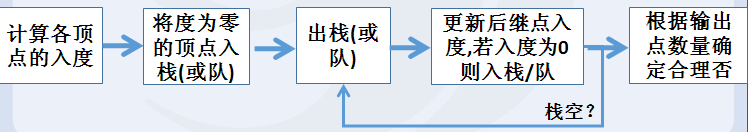 计算各顶
点的入度
将度为零
的顶点入
栈(或队)
出栈(或
队)
更新后继点入
度,若入度为0
则入栈/队
根据输出
点数量确
定合理否
栈空?